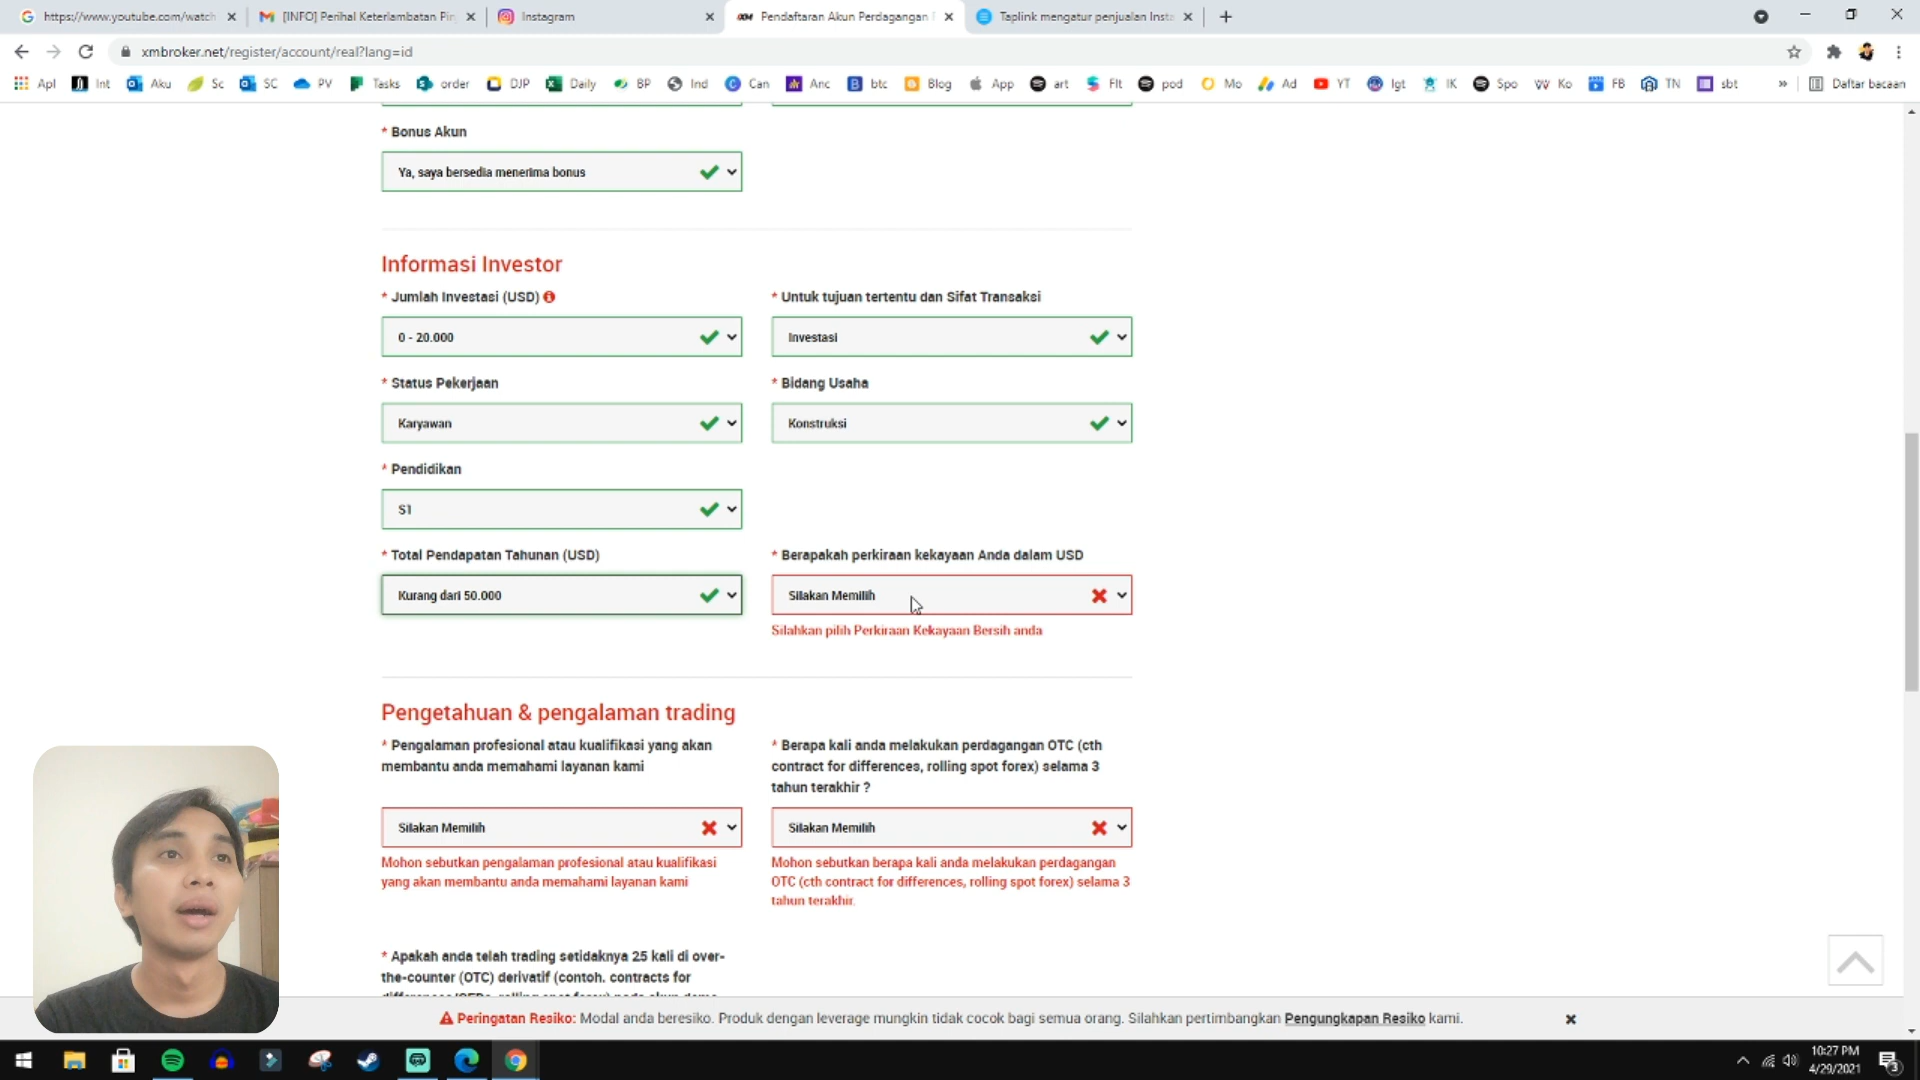 https://www.youtube.com/watch
[INFO] Perihal Keterlambatan Pin
Instagram
Pendaftaran Akun Perdagangan
Taplink mengatur penjualan Insta
xmbroker.net/register/account/real?lang=id
Apl Int Aku Sc SC PV Tasks order DJP Daily BP Ind Can Anc btc Blog App art Flt pod Mo Ad YT Igt IK Spo Ko FB TN sbt » Daftar bacaan
* Bonus Akun
Ya, saya bersedia menerima bonus
Informasi Investor
* Jumlah Investasi (USD)
* Untuk tujuan tertentu dan Sifat Transaksi
0 - 20.000
Investasi
* Status Pekerjaan
* Bidang Usaha
Karyawan
Konstruksi
* Pendidikan
S1
* Total Pendapatan Tahunan (USD)
* Berapakah perkiraan kekayaan Anda dalam USD
Kurang dari 50.000
Silakan Memilih
Silahkan pilih Perkiraan Kekayaan Bersih anda
Pengetahuan & pengalaman trading
* Pengalaman profesional atau kualifikasi yang akan
membantu anda memahami layanan kami
* Berapa kali anda melakukan perdagangan OTC (cth
contract for differences, rolling spot forex) selama 3
tahun terakhir ?
Silakan Memilih
Silakan Memilih
Mohon sebutkan pengalaman profesional atau kualifikasi
yang akan membantu anda memahami layanan kami
Mohon sebutkan berapa kali anda melakukan perdagangan
OTC (cth contract for differences, rolling spot forex) selama 3
tahun terakhir.
* Apakah anda telah trading setidaknya 25 kali di over-
the-counter (OTC) derivatif (contoh. contracts for
Peringatan Resiko: Modal anda beresiko. Produk dengan leverage mungkin tidak cocok bagi semua orang. Silahkan pertimbangkan Pengungkapan Resiko kami.
10:27 PM
4/29/2021
3